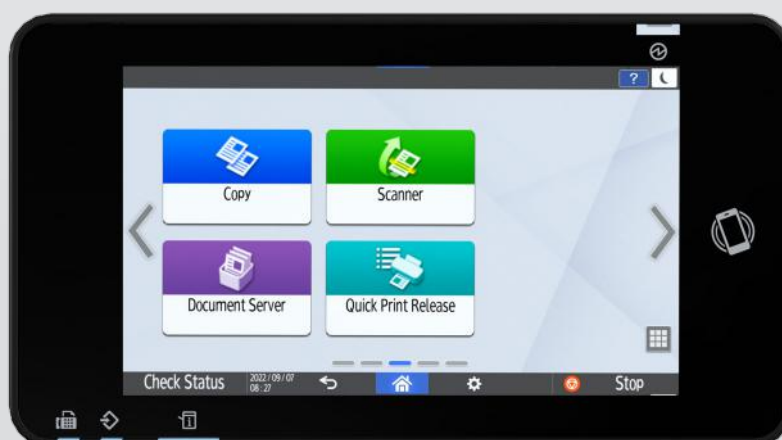 ?
Copy
Scanner
Document Server
Quick Print Release
Check Status
2022/09/07
08:27
Stop